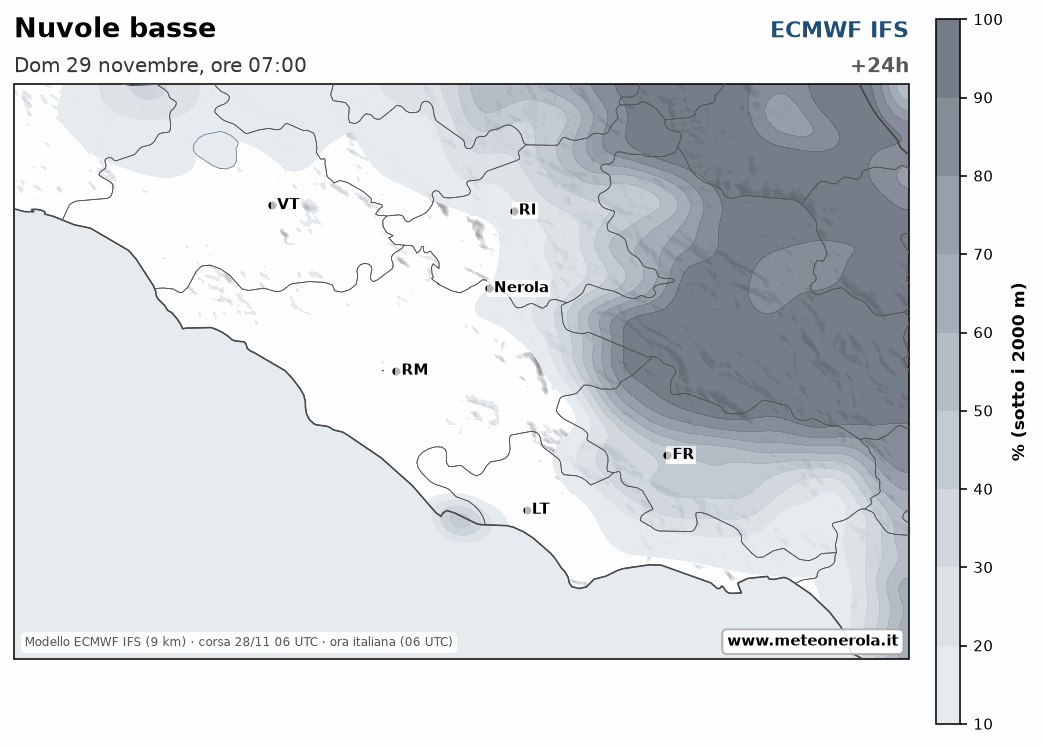 Nuvole basse
ECMWF IFS
Dom 29 novembre, ore 07:00
+24h
100
90
80
70
60
50
40
30
20
10
% (sotto i 2000 m)
VT
RI
Nerola
RM
FR
LT
Modello ECMWF IFS (9 km) · corsa 28/11 06 UTC · ora italiana (06 UTC)
www.meteonerola.it